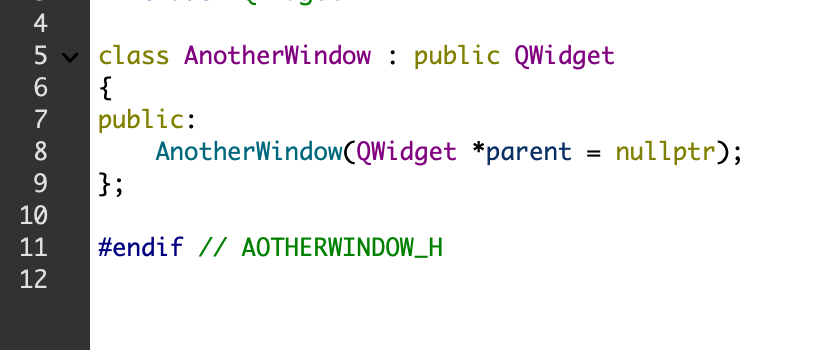 4
5 class AnotherWindow : public QWidget
6 {
7 public:
8 AnotherWindow(QWidget *parent = nullptr);
9 };
10
11 #endif // AOTHERWINDOW_H
12